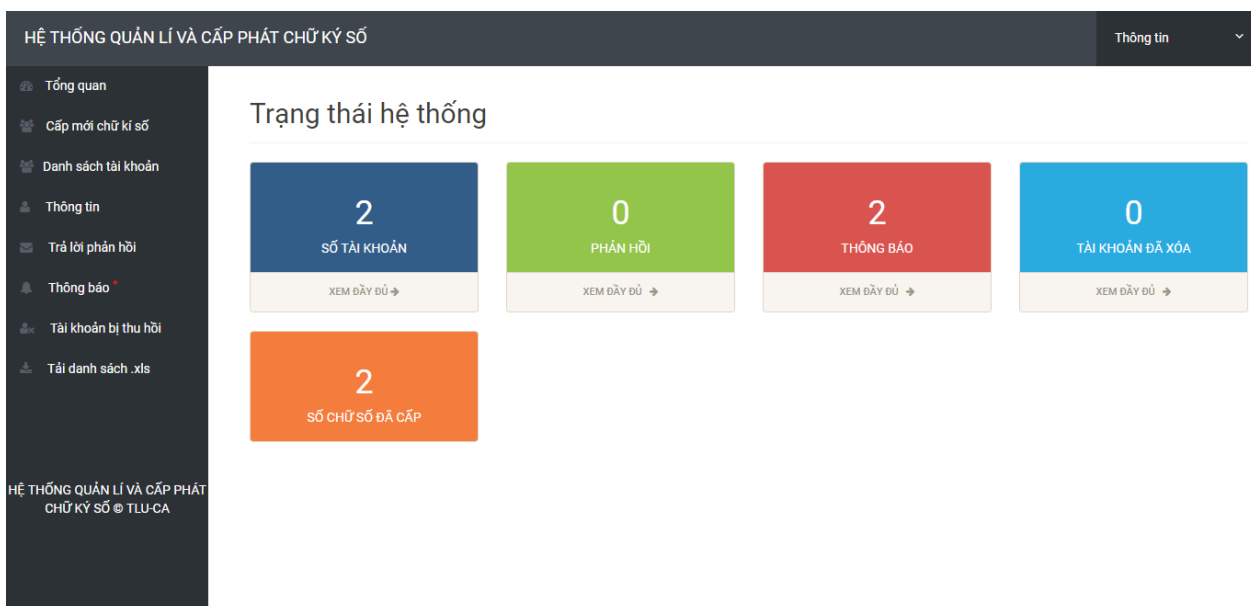 HỆ THỐNG QUẢN LÍ VÀ CẤP PHÁT CHỮ KÝ SỐ
Thông tin
Tổng quan
Cấp mới chữ kí số
Danh sách tài khoản
Thông tin
Trả lời phản hồi
Thông báo *
Tài khoản bị thu hồi
Tải danh sách .xls
HỆ THỐNG QUẢN LÍ VÀ CẤP PHÁT
CHỮ KÝ SỐ © TLU-CA
Trạng thái hệ thống
2
SỐ TÀI KHOẢN
XEM ĐẦY ĐỦ
0
PHẢN HỒI
XEM ĐẦY ĐỦ
2
THÔNG BÁO
XEM ĐẦY ĐỦ
0
TÀI KHOẢN ĐÃ XÓA
XEM ĐẦY ĐỦ
2
SỐ CHỮ SỐ ĐÃ CẤP